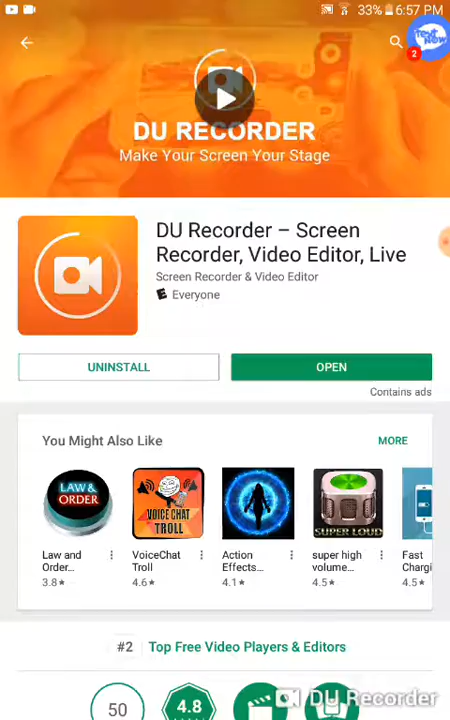 33% 6:57 PM
Text Now
2
DU RECORDER
Make Your Screen Your Stage
DU Recorder – Screen
Recorder, Video Editor, Live
Screen Recorder & Video Editor
E Everyone
UNINSTALL
OPEN
Contains ads
You Might Also Like
MORE
LAW &
ORDER
VOICE CHAT
TROLL
SUPER LOUD
Law and
Order...
3.8★
VoiceChat
Troll
4.6★
Action
Effects...
4.1★
super high
volume...
4.5★
Fast
Chargi
4.5★
#2 Top Free Video Players & Editors
50
4.8
DU Recorder